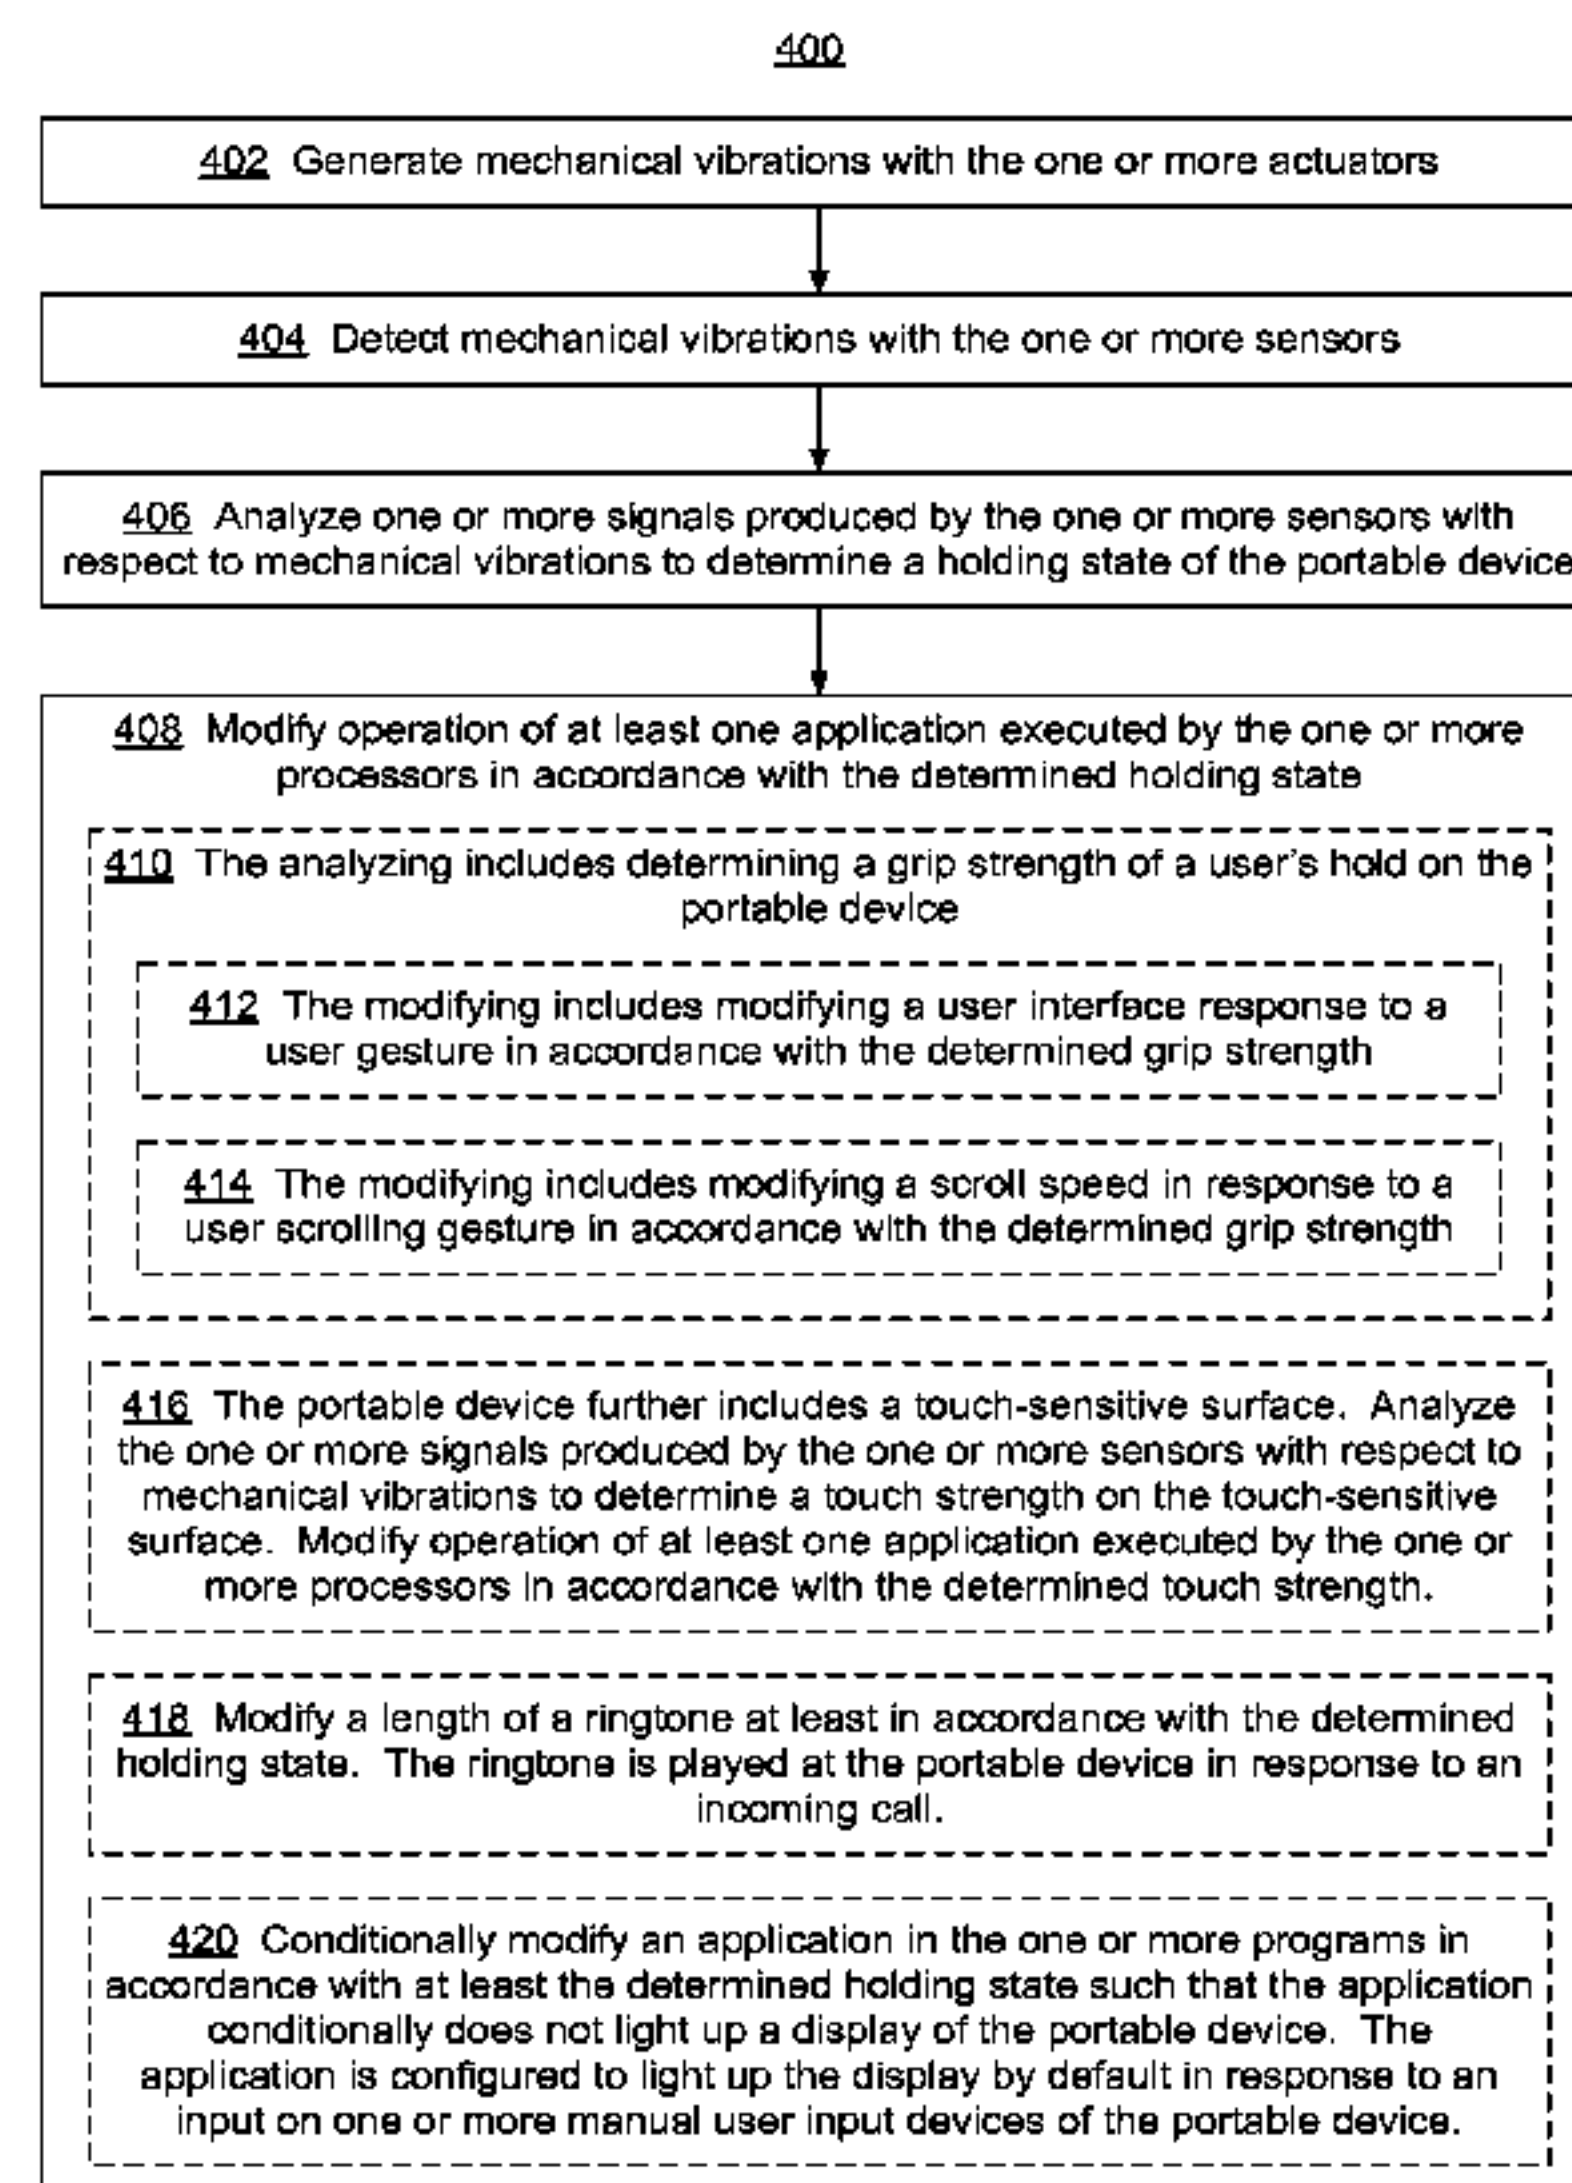 400
402 Generate mechanical vibrations with the one or more actuators
404 Detect mechanical vibrations with the one or more sensors
406 Analyze one or more signals produced by the one or more sensors with
respect to mechanical vibrations to determine a holding state of the portable device
408 Modify operation of at least one application executed by the one or more
processors in accordance with the determined holding state
410 The analyzing includes determining a grip strength of a user's hold on the
portable device
412 The modifying includes modifying a user interface response to a
user gesture in accordance with the determined grip strength
414 The modifying includes modifying a scroll speed in response to a
user scrolling gesture in accordance with the determined grip strength
416 The portable device further includes a touch-sensitive surface. Analyze
the one or more signals produced by the one or more sensors with respect to
mechanical vibrations to determine a touch strength on the touch-sensitive
surface. Modify operation of at least one application executed by the one or
more processors in accordance with the determined touch strength.
418 Modify a length of a ringtone at least in accordance with the determined
holding state. The ringtone is played at the portable device in response to an
incoming call.
420 Conditionally modify an application in the one or more programs in
accordance with at least the determined holding state such that the application
conditionally does not light up a display of the portable device. The
application is configured to light up the display by default in response to an
input on one or more manual user input devices of the portable device.